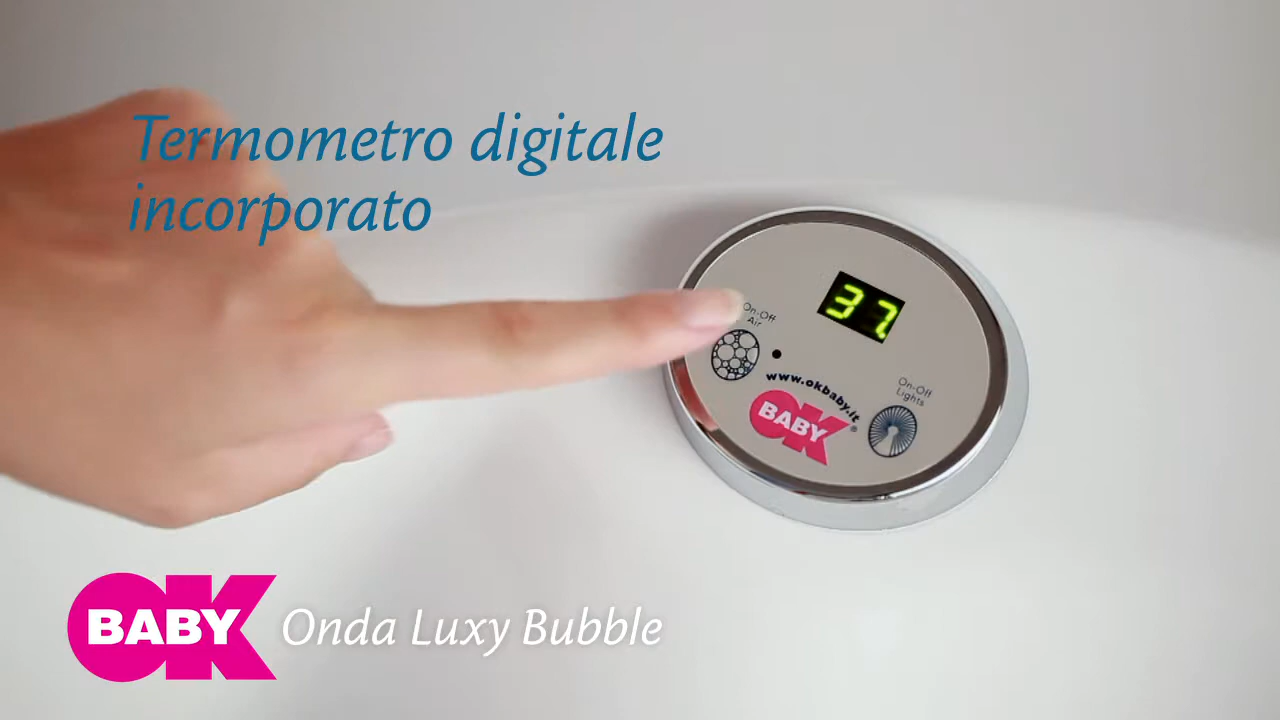 Termometro digitale
incorporato
37
On-Off
Air
www.okbaby.it
OK
BABY
®
On-Off
Lights
OK
BABY
Onda Luxy Bubble